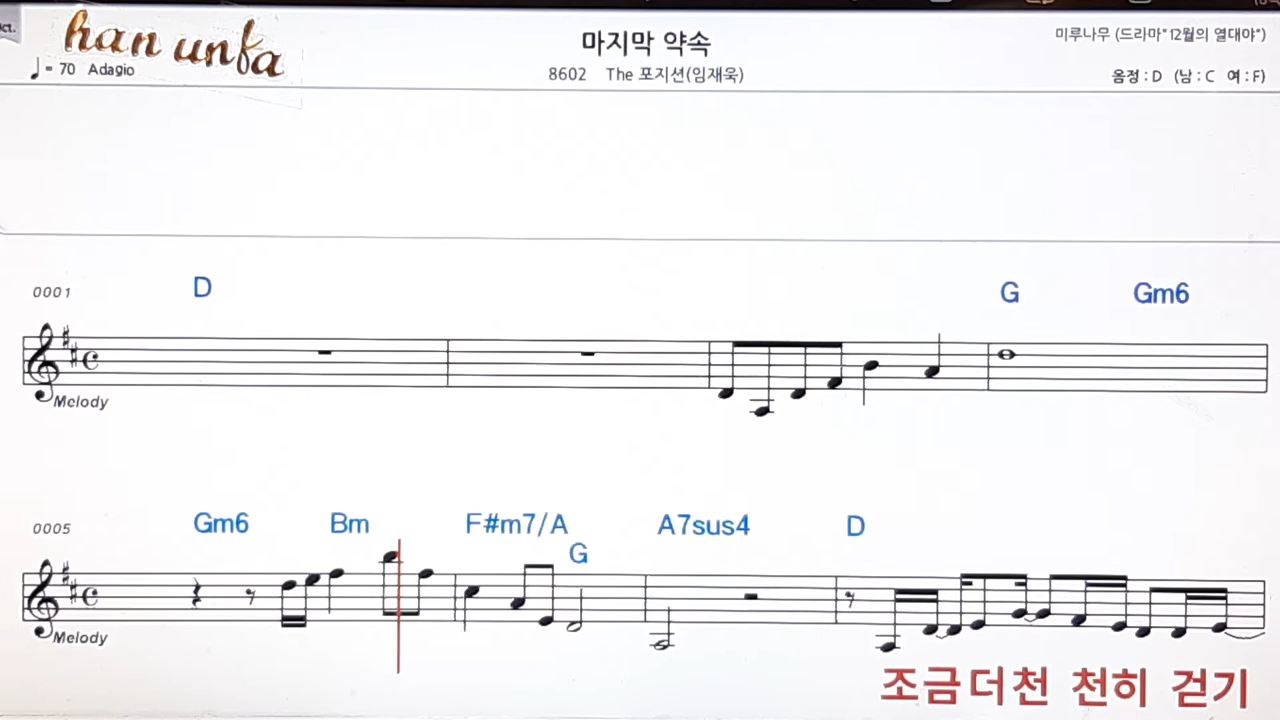 ct.
han unfa
♩= 70 Adagio
마지막 약속
8602 The 포지션(임재욱)
미루나무 (드라마"12월의 열대야")
음정 : D (남 : C 여 : F)
0001
D
G Gm6
Melody
0005
Gm6 Bm F#m7/A G A7sus4 D
Melody
조금더천 천히 걷기